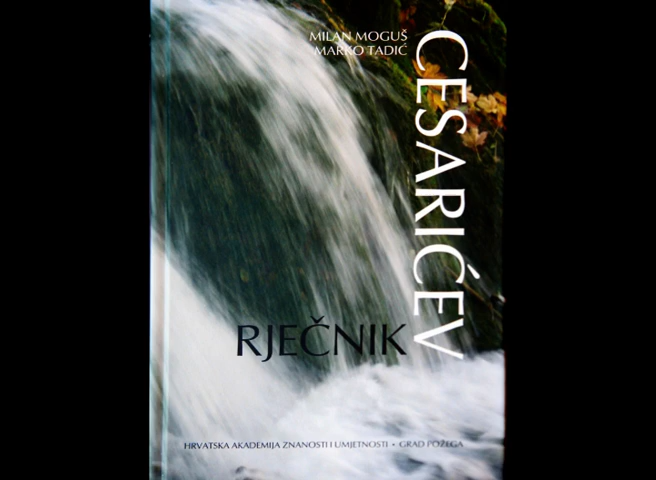 MILAN MOGUŠ
MARKO TADIĆ
CESARIĆEV
RJEČNIK
HRVATSKA AKADEMIJA ZNANOSTI I UMJETNOSTI • GRAD POŽEGA